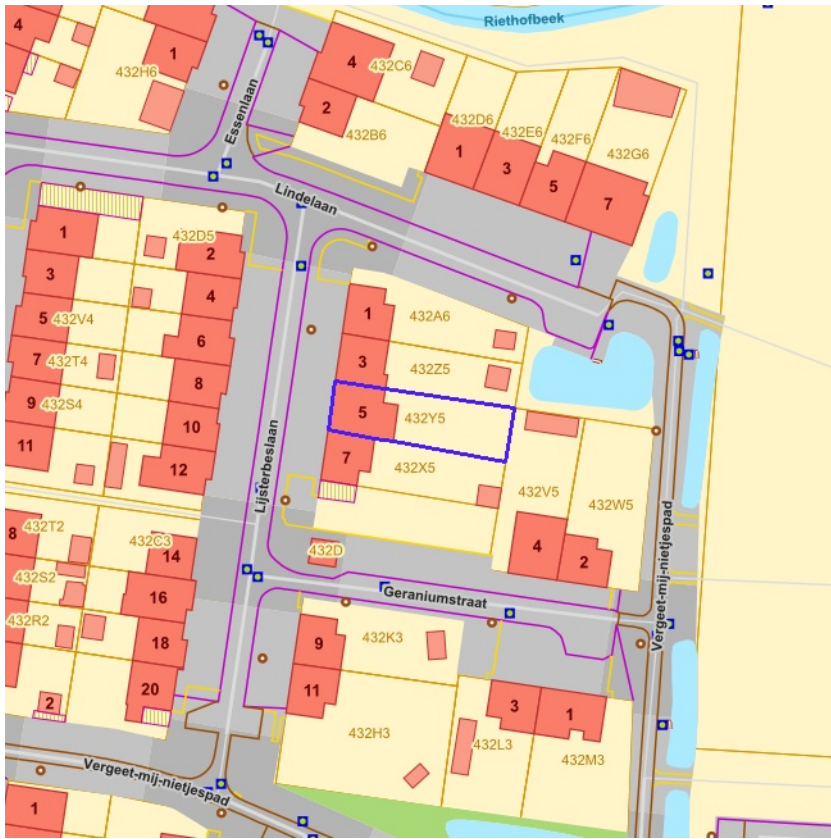 Riethofbeek
4
1
432H6
Essenlaan
4
432C6
2
432B6
432D6
432E6
432F6
432G6
1
3
5
7
Lindelaan
1
432D5
2
3
4
5
432V4
6
7
432T4
8
9
432S4
10
11
12
1
432A6
3
432Z5
5
432Y5
7
432X5
432V5
432W5
4
2
Lijsterbeslaan
Vergeet-mij-nietjespad
8
432T2
432C3
14
432D
432S2
16
432R2
18
20
2
Geraniumstraat
9
432K3
11
432H3
3
1
432L3
432M3
Vergeet-mij-nietjespad
1